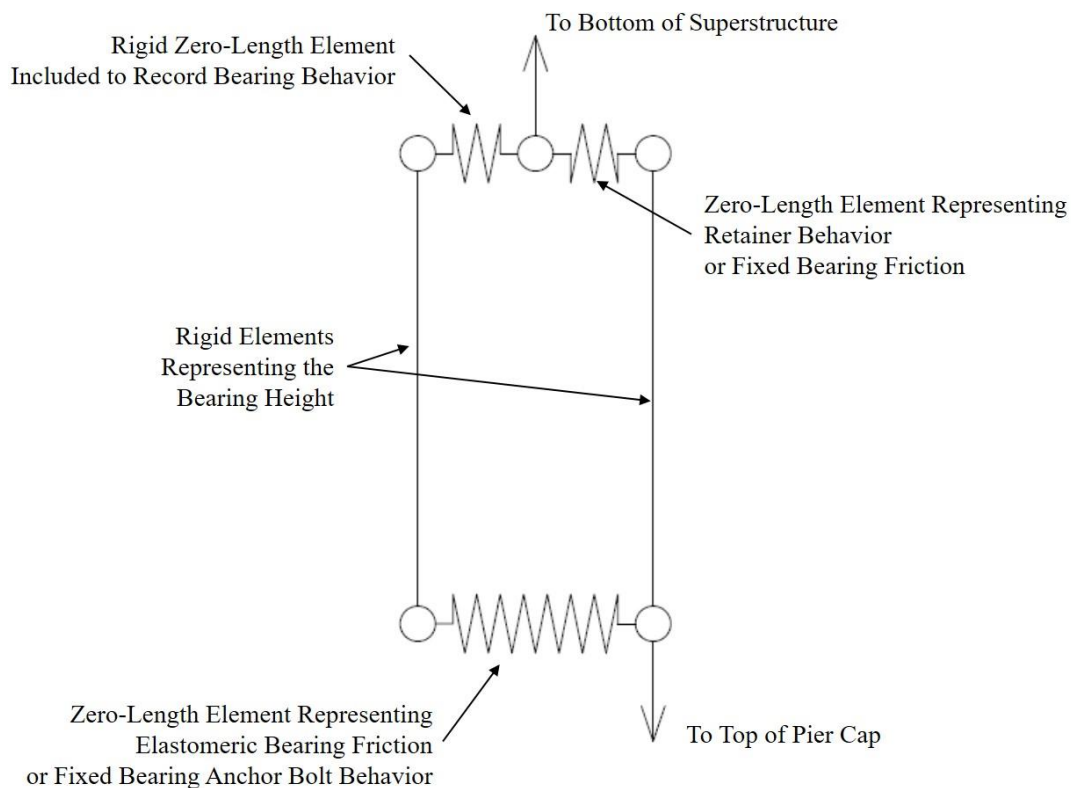 To Bottom of Superstructure
Rigid Zero-Length Element
Included to Record Bearing Behavior
Zero-Length Element Representing
Retainer Behavior
or Fixed Bearing Friction
Rigid Elements
Representing the
Bearing Height
Zero-Length Element Representing
Elastomeric Bearing Friction
or Fixed Bearing Anchor Bolt Behavior
To Top of Pier Cap